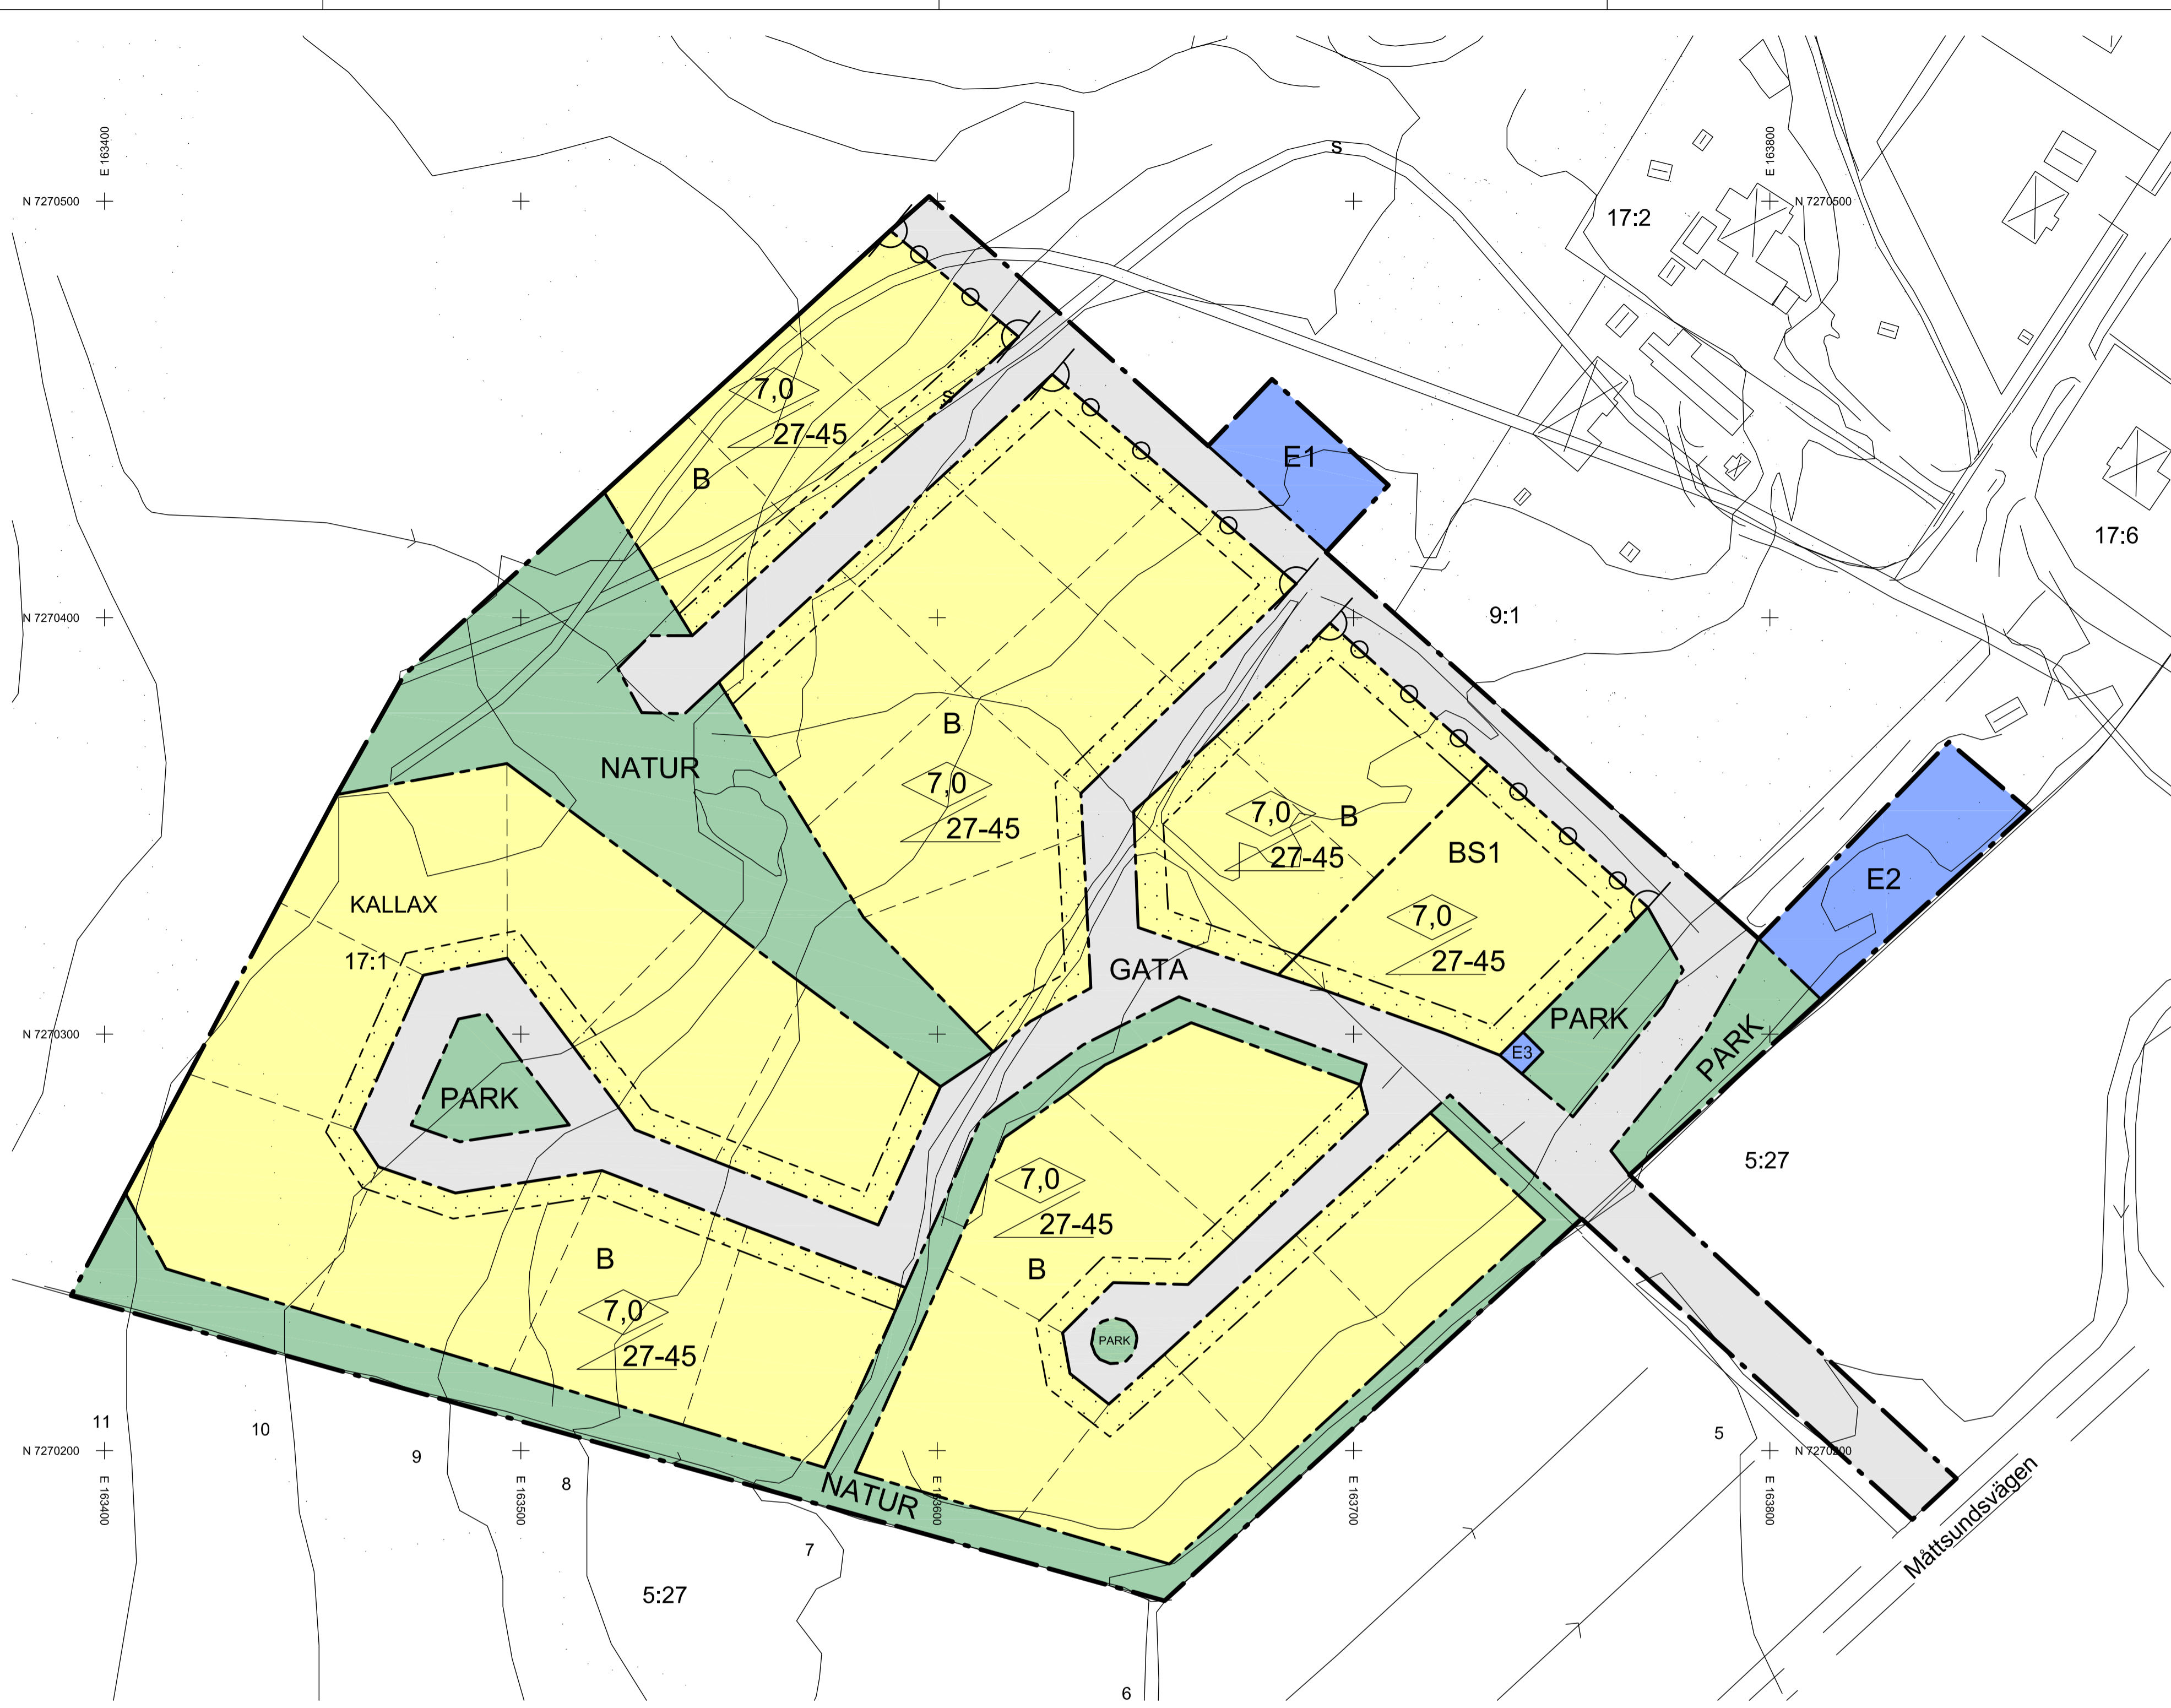 E 163400
E 163800
s
N 7270500
N 7270500
17:2
7,0
s
27-45
E1
B
17:6
N 7270400
9:1
B
NATUR
7,0
7,0
B
27-45
BS1
27-45
E2
KALLAX
7,0
17:1
27-45
GATA
PARK
N 7270300
PARK
E3
PARK
5:27
7,0
27-45
B
B
7,0
PARK
27-45
11
10
5
9
8
N 7270200
N 7270200
E 163400
E 163500
NATUR
E 163600
E 163700
E 163800
Måttsundsvägen
7
5:27
6